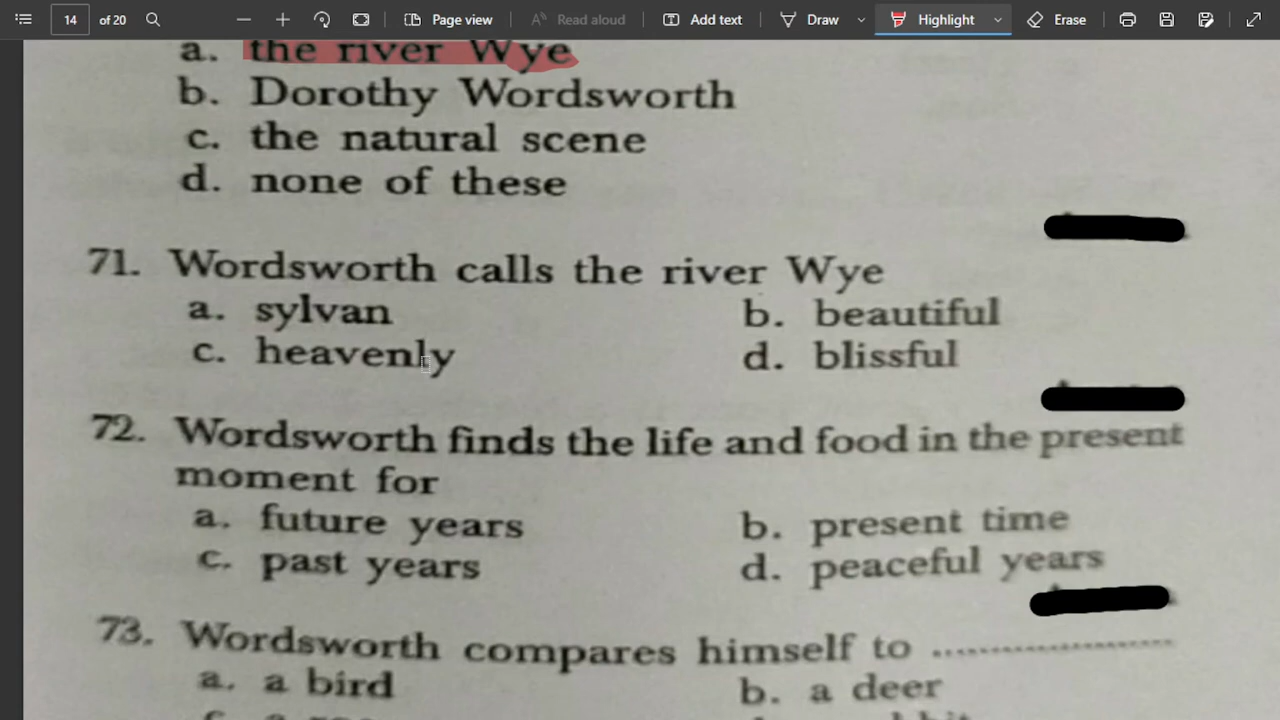 14 of 20 Page view Read aloud Add text Draw Highlight Erase
a. the river Wye
b. Dorothy Wordsworth
c. the natural scene
d. none of these
71. Wordsworth calls the river Wye
a. sylvan b. beautiful
c. heavenly d. blissful
72. Wordsworth finds the life and food in the present
moment for
a. future years b. present time
c. past years d. peaceful years
73. Wordsworth compares himself to ......................
a. a bird b. a deer